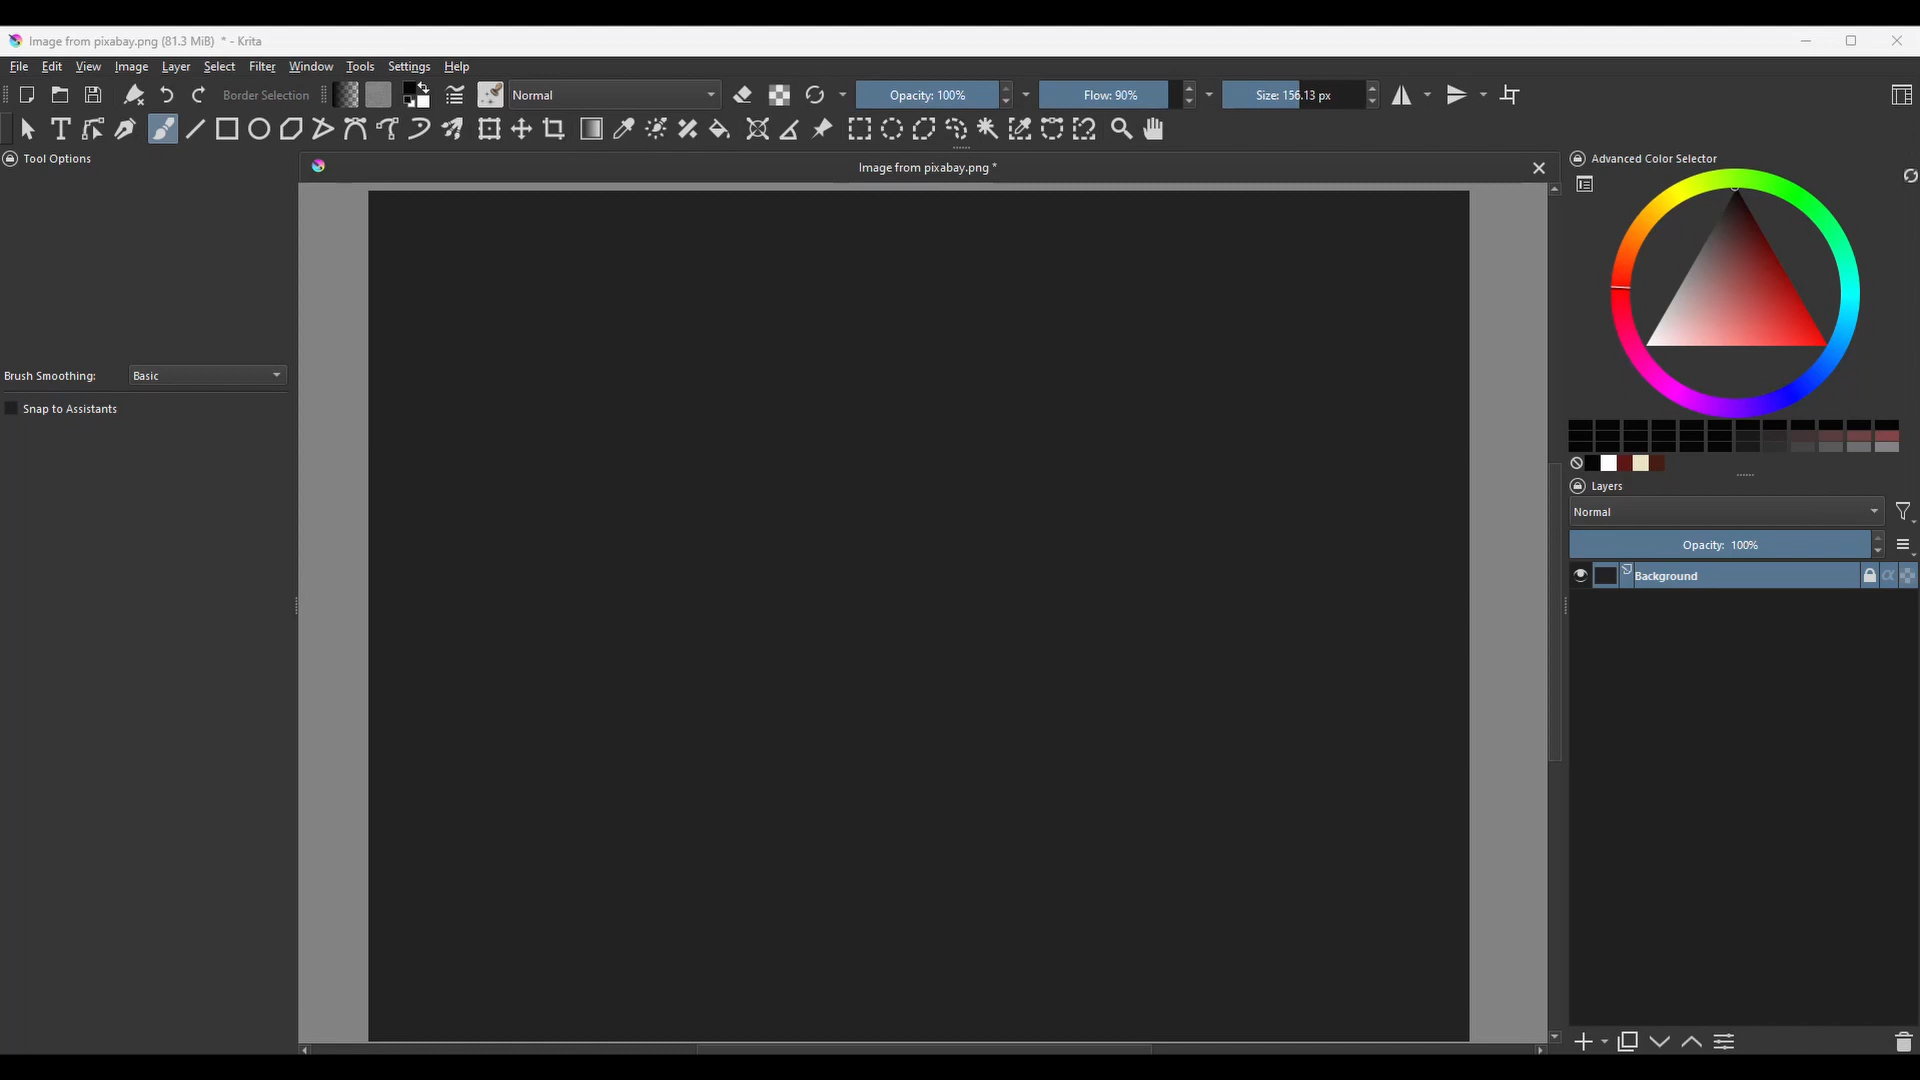 Image from pixabay.png (81.3 MiB) * - Krita
File Edit View Image Layer Select Filter Window Tools Settings Help
Border Selection Normal Opacity: 100% Flow: 90% Size: 156.13 px
Tool Options
Image from pixabay.png *
Advanced Color Selector
Brush Smoothing: Basic
Snap to Assistants
Layers
Normal
Opacity: 100%
Background